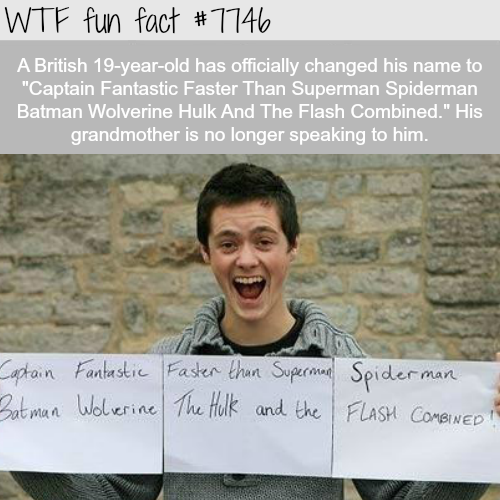 WTF fun fact #7746
A British 19-year-old has officially changed his name to
"Captain Fantastic Faster Than Superman Spiderman
Batman Wolverine Hulk And The Flash Combined." His
grandmother is no longer speaking to him.
Captain Fantastic Faster than Superman Spiderman
Batman Wolverine The Hulk and the FLASH COMBINED!